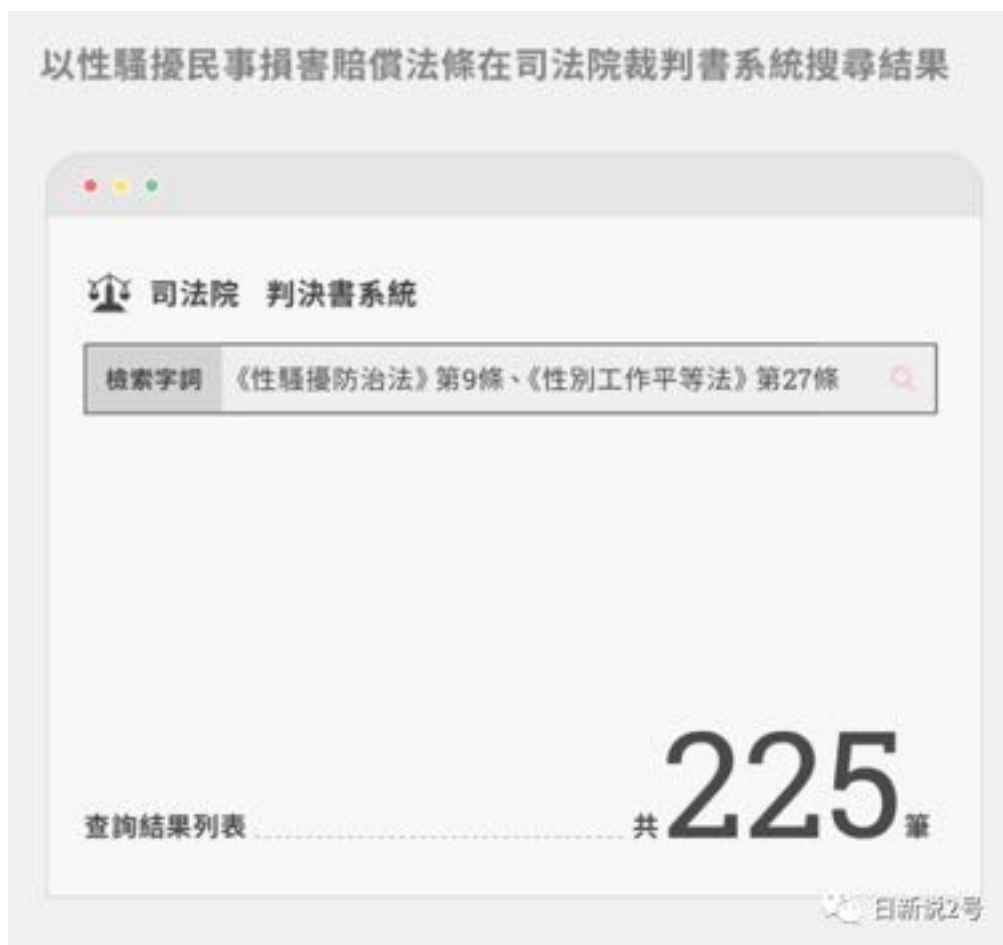 以性騷擾民事損害賠償法條在司法院裁判書系統搜尋結果
司法院 判決書系統
檢索字詞 《性騷擾防治法》第9條、《性別工作平等法》第27條
查詢結果列表 共225筆
日新说2号